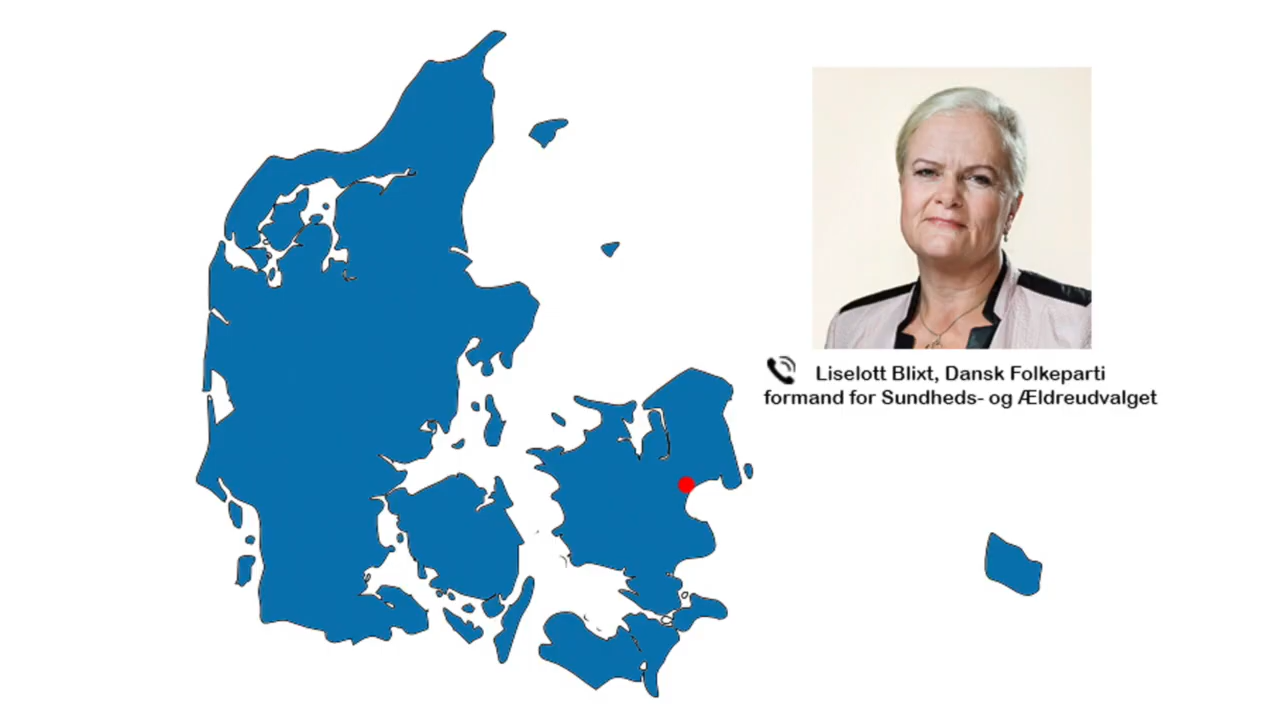 Liselott Blixt, Dansk Folkeparti
formand for Sundheds- og Ældreudvalget